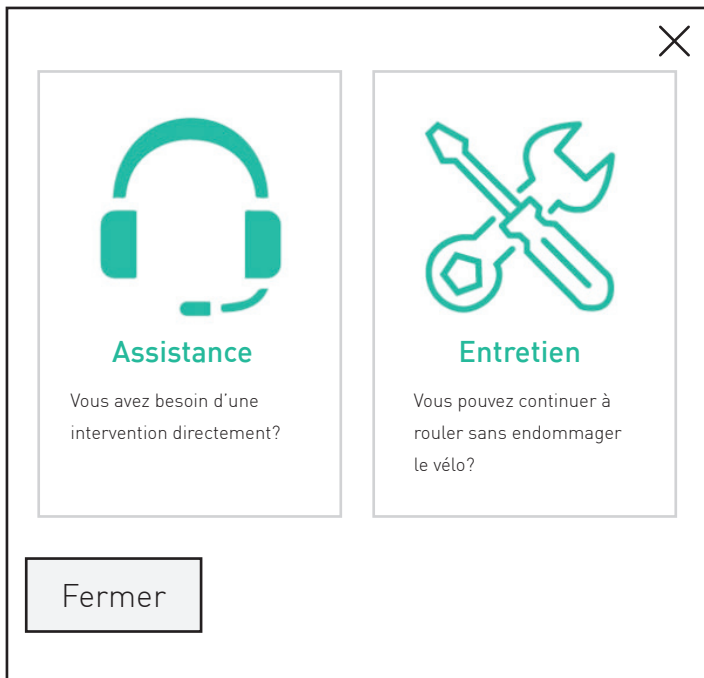 Assistance
Vous avez besoin d'une
intervention directement?
Entretien
Vous pouvez continuer à
rouler sans endommager
le vélo?
Fermer